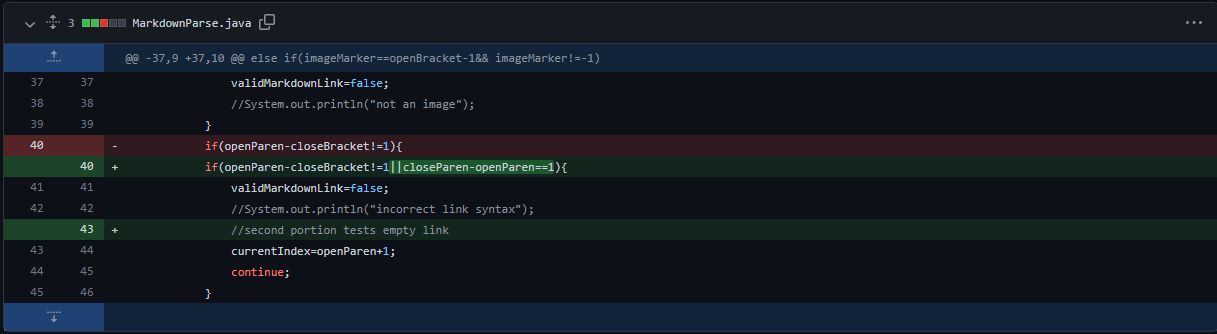 3 MarkdownParse.java ...
@@ -37,9 +37,10 @@ else if(imageMarker==openBracket-1&& imageMarker!=-1)
37 37 validMarkdownLink=false;
38 38 //System.out.println("not an image");
39 39 }
40 - if(openParen-closeBracket!=1){
40 + if(openParen-closeBracket!=1||closeParen-openParen==1){
41 41 validMarkdownLink=false;
42 42 //System.out.println("incorrect link syntax");
43 + //second portion tests empty link
43 44 currentIndex=openParen+1;
44 45 continue;
45 46 }